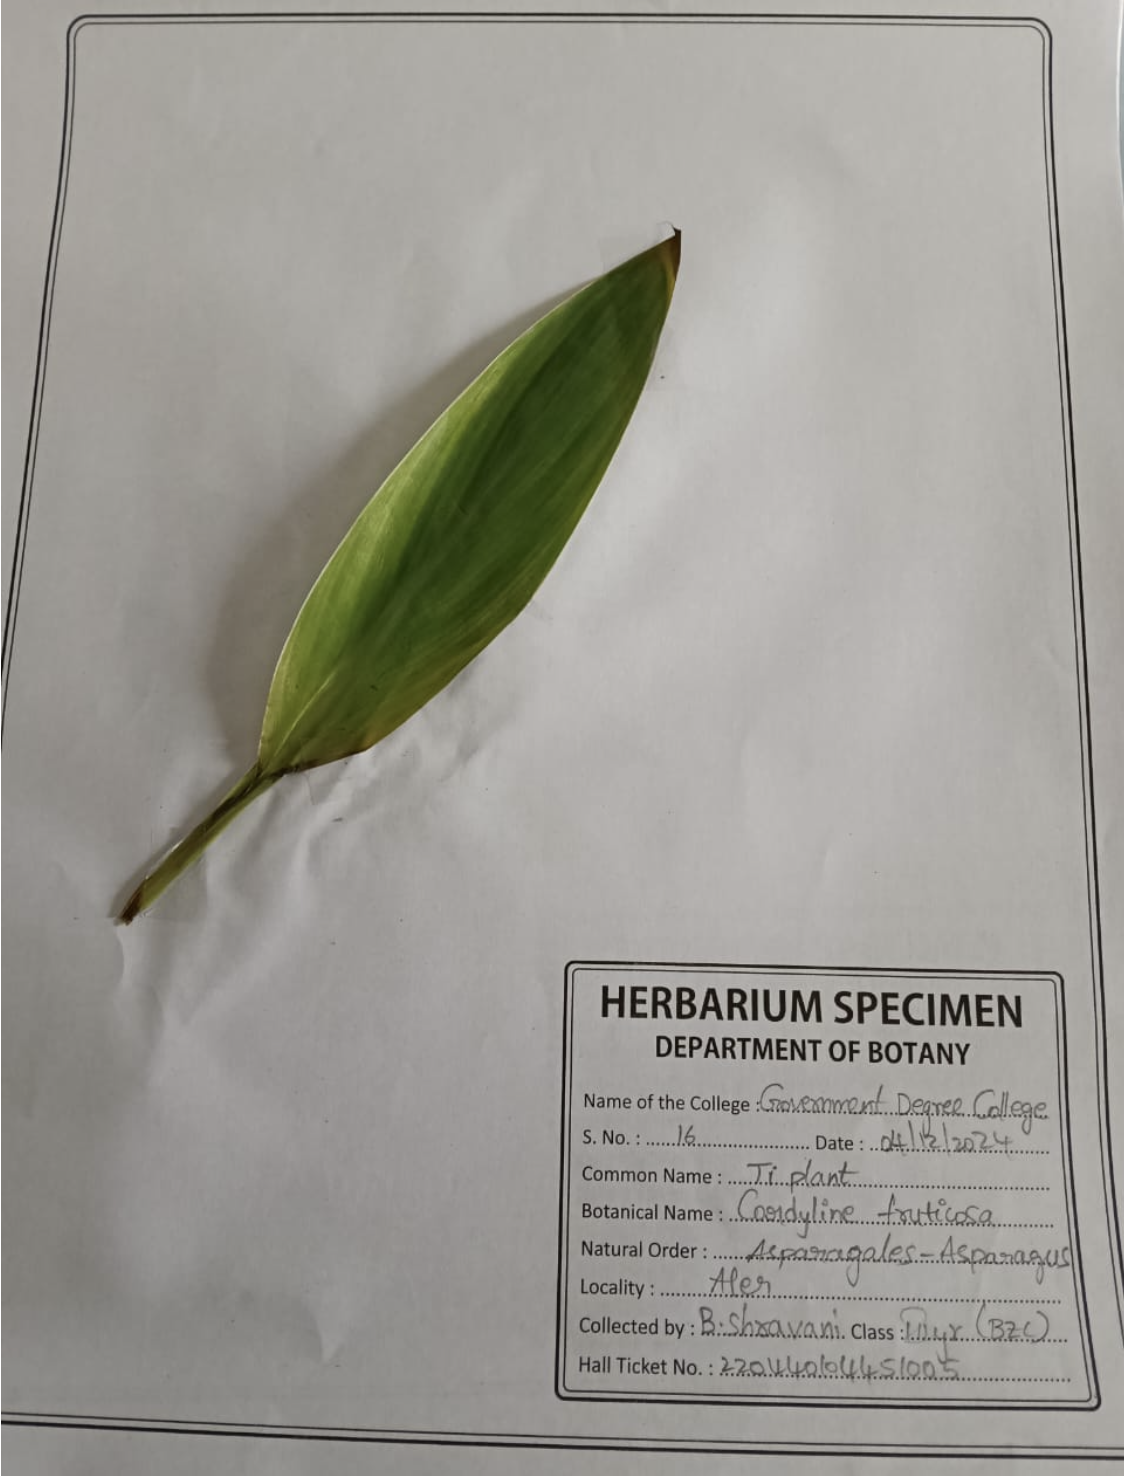 HERBARIUM SPECIMEN
DEPARTMENT OF BOTANY
Name of the College : Government Degree College
S. No. : 16 Date : 04/12/2024
Common Name : Ti plant
Botanical Name : Cordyline fruticosa
Natural Order : Asparagales - Asparagus
Locality : Aler
Collected by : B. Shravani. Class : III yr (BZC)
Hall Ticket No. :